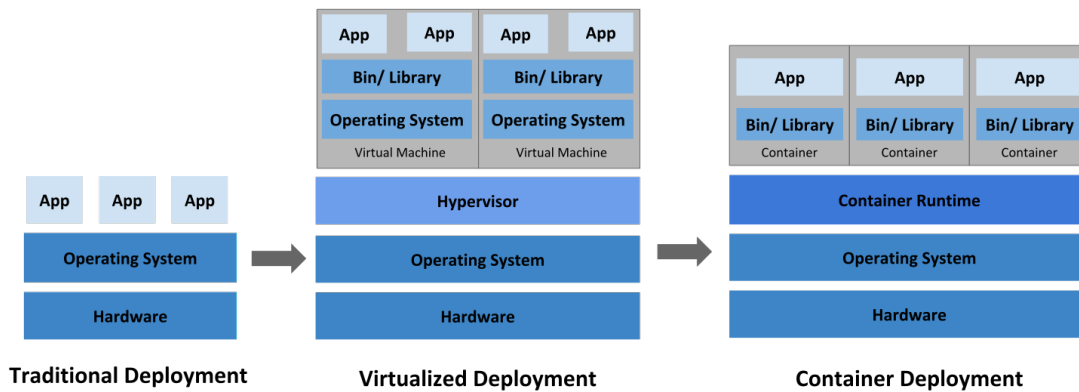 App App App
Operating System
Hardware
Traditional Deployment
App App App App
Bin/ Library Bin/ Library
Operating System Operating System
Virtual Machine Virtual Machine
Hypervisor
Operating System
Hardware
Virtualized Deployment
App App App
Bin/ Library Bin/ Library Bin/ Library
Container Container Container
Container Runtime
Operating System
Hardware
Container Deployment